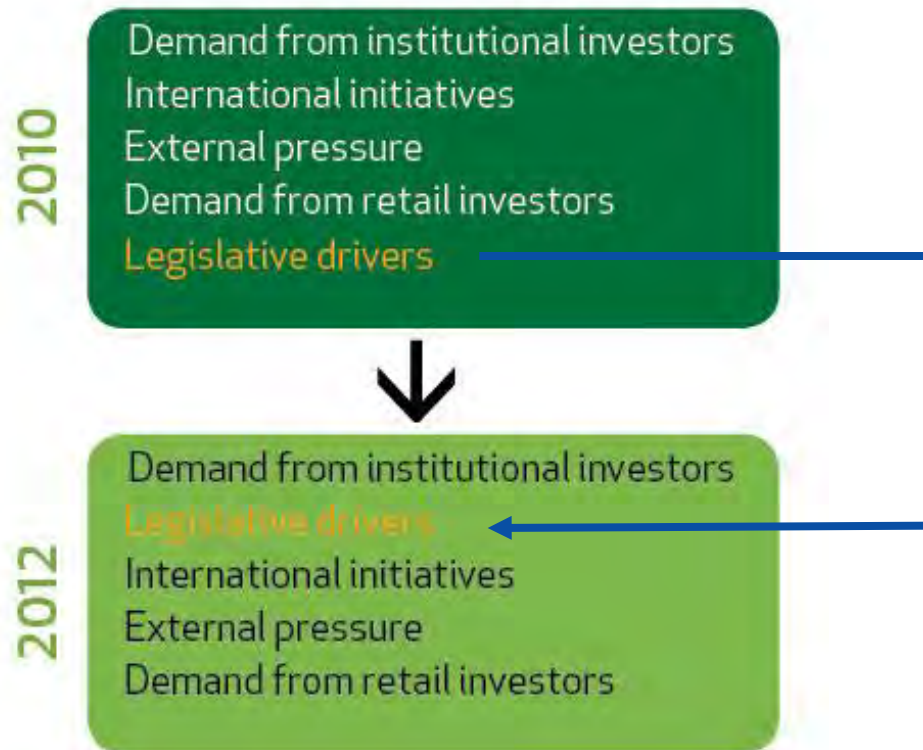 2010
Demand from institutional investors
International initiatives
External pressure
Demand from retail investors
Legislative drivers
2012
Demand from institutional investors
Legislative drivers
International initiatives
External pressure
Demand from retail investors